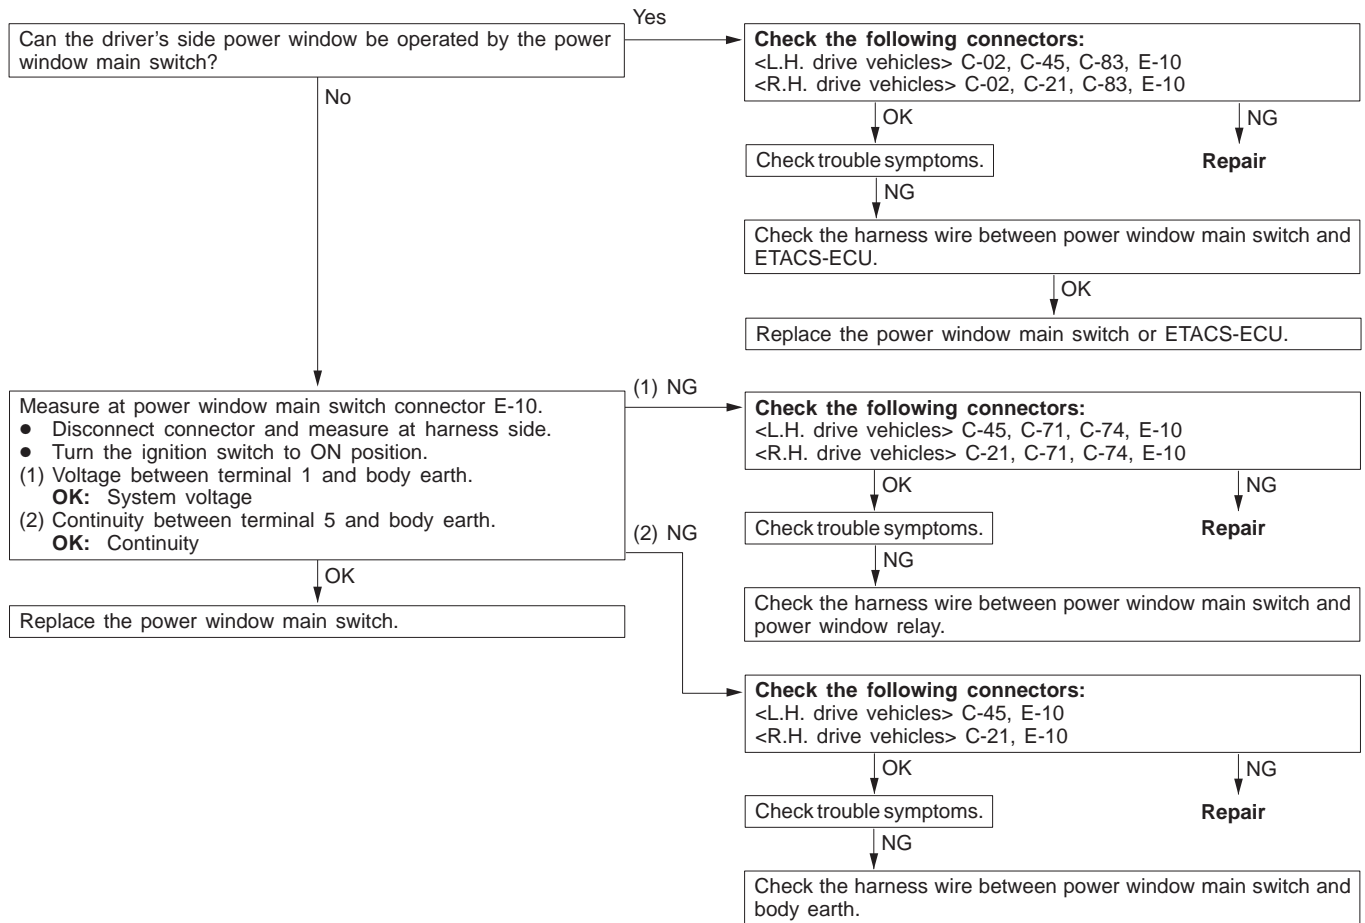 Can the driver's side power window be operated by the power
window main switch?
Yes
No
Check the following connectors:
<L.H. drive vehicles> C-02, C-45, C-83, E-10
<R.H. drive vehicles> C-02, C-21, C-83, E-10
OK
NG
Check trouble symptoms.
Repair
NG
Check the harness wire between power window main switch and
ETACS-ECU.
OK
Replace the power window main switch or ETACS-ECU.
Measure at power window main switch connector E-10.
● Disconnect connector and measure at harness side.
● Turn the ignition switch to ON position.
(1) Voltage between terminal 1 and body earth.
OK: System voltage
(2) Continuity between terminal 5 and body earth.
OK: Continuity
(1) NG
(2) NG
OK
Replace the power window main switch.
Check the following connectors:
<L.H. drive vehicles> C-45, C-71, C-74, E-10
<R.H. drive vehicles> C-21, C-71, C-74, E-10
OK
NG
Check trouble symptoms.
Repair
NG
Check the harness wire between power window main switch and
power window relay.
Check the following connectors:
<L.H. drive vehicles> C-45, E-10
<R.H. drive vehicles> C-21, E-10
OK
NG
Check trouble symptoms.
Repair
NG
Check the harness wire between power window main switch and
body earth.